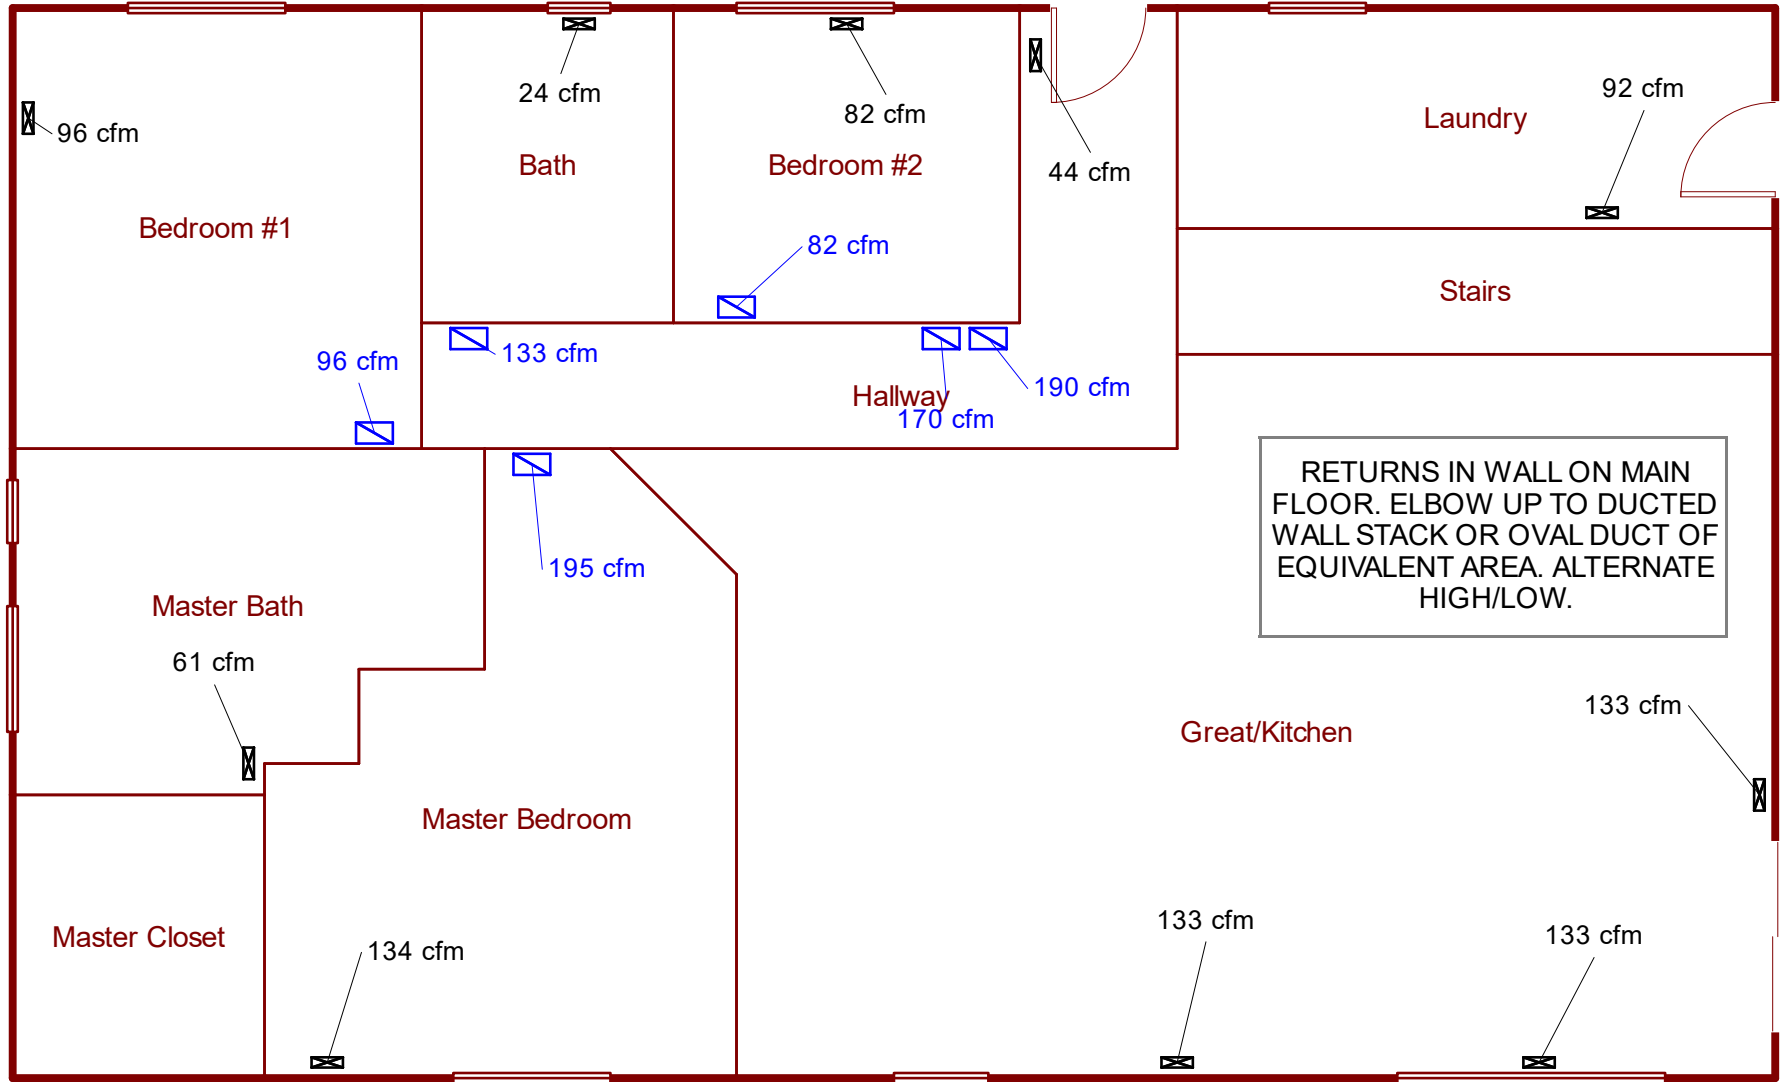 24 cfm
92 cfm
82 cfm
Laundry
96 cfm
Bath
Bedroom #2
44 cfm
Bedroom #1
82 cfm
Stairs
133 cfm
96 cfm
190 cfm
Hallway
170 cfm
RETURNS IN WALL ON MAIN
FLOOR. ELBOW UP TO DUCTED
WALL STACK OR OVAL DUCT OF
EQUIVALENT AREA. ALTERNATE
HIGH/LOW.
195 cfm
Master Bath
61 cfm
133 cfm
Great/Kitchen
Master Bedroom
133 cfm
133 cfm
Master Closet
134 cfm